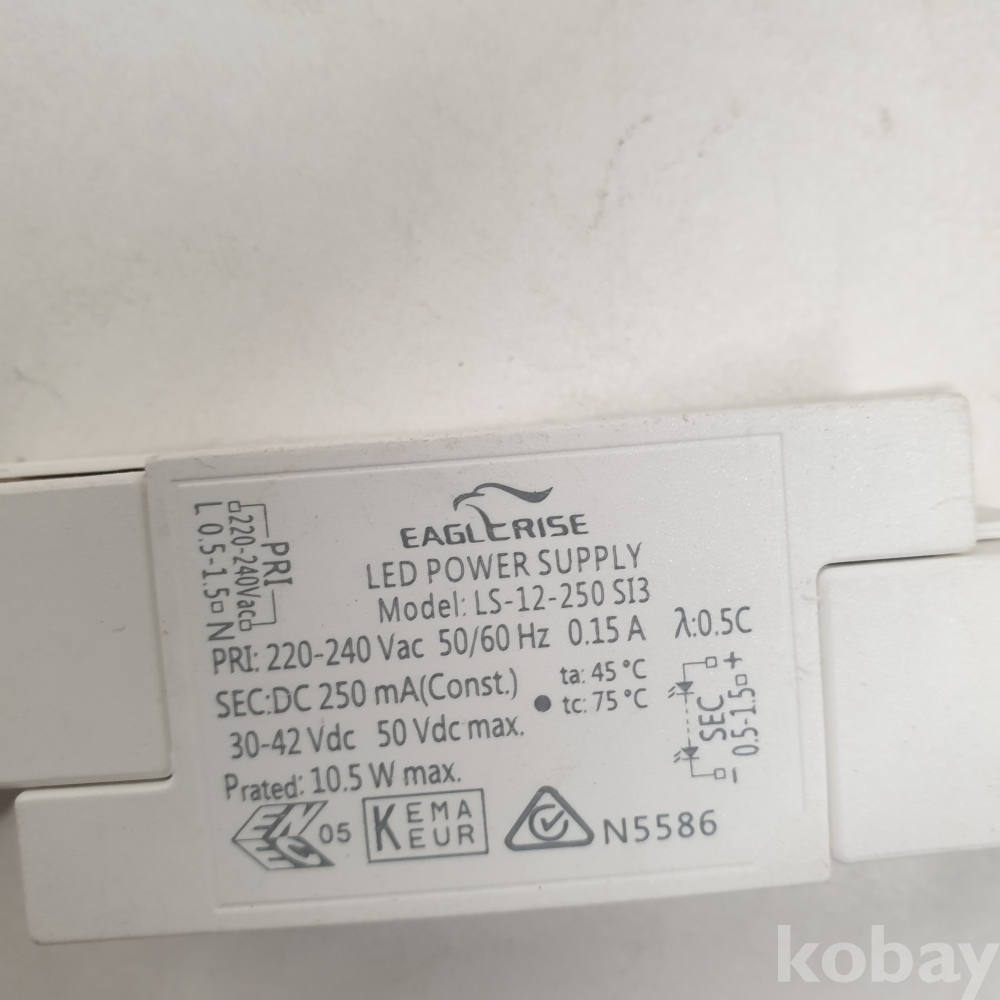 EAGLERISE
LED POWER SUPPLY
Model: LS-12-250 SI3
PRI: 220-240 Vac 50/60 Hz 0.15 A λ:0.5C
SEC:DC 250 mA(Const.)
30-42 Vdc 50 Vdc max.
Prated: 10.5 W max.
ta: 45 °C
tc: 75 °C
PRI
220-240Vac
L 0.5-1.5 N
SEC
0.5-1.5
+
-
ENEC 05
KEMA
KEUR
N5586
kobay